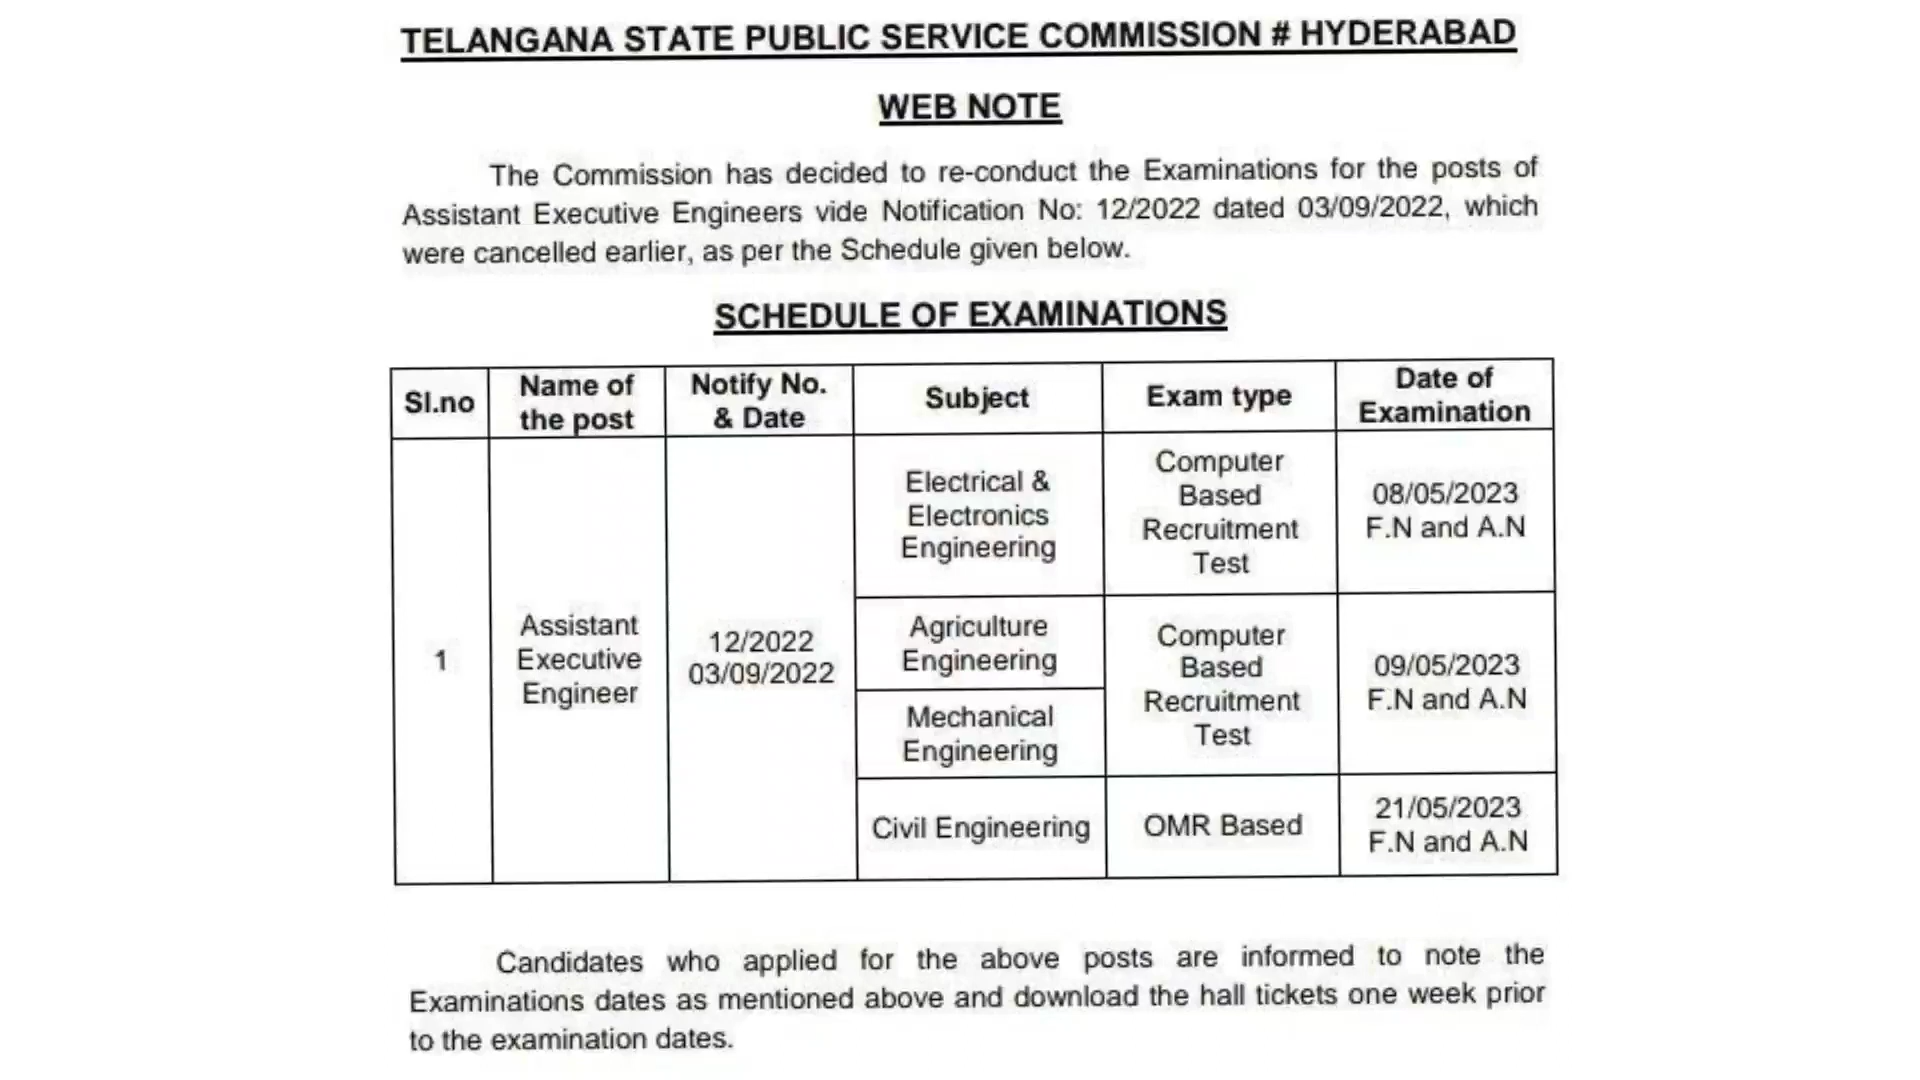 TELANGANA STATE PUBLIC SERVICE COMMISSION # HYDERABAD
WEB NOTE
The Commission has decided to re-conduct the Examinations for the posts of
Assistant Executive Engineers vide Notification No: 12/2022 dated 03/09/2022, which
were cancelled earlier, as per the Schedule given below.
SCHEDULE OF EXAMINATIONS
Sl.no
Name of
the post
Notify No.
& Date
Subject
Exam type
Date of
Examination
1
Assistant
Executive
Engineer
12/2022
03/09/2022
Electrical &
Electronics
Engineering
Computer
Based
Recruitment
Test
08/05/2023
F.N and A.N
Agriculture
Engineering
Mechanical
Engineering
Computer
Based
Recruitment
Test
09/05/2023
F.N and A.N
Civil Engineering
OMR Based
21/05/2023
F.N and A.N
Candidates who applied for the above posts are informed to note the
Examinations dates as mentioned above and download the hall tickets one week prior
to the examination dates.